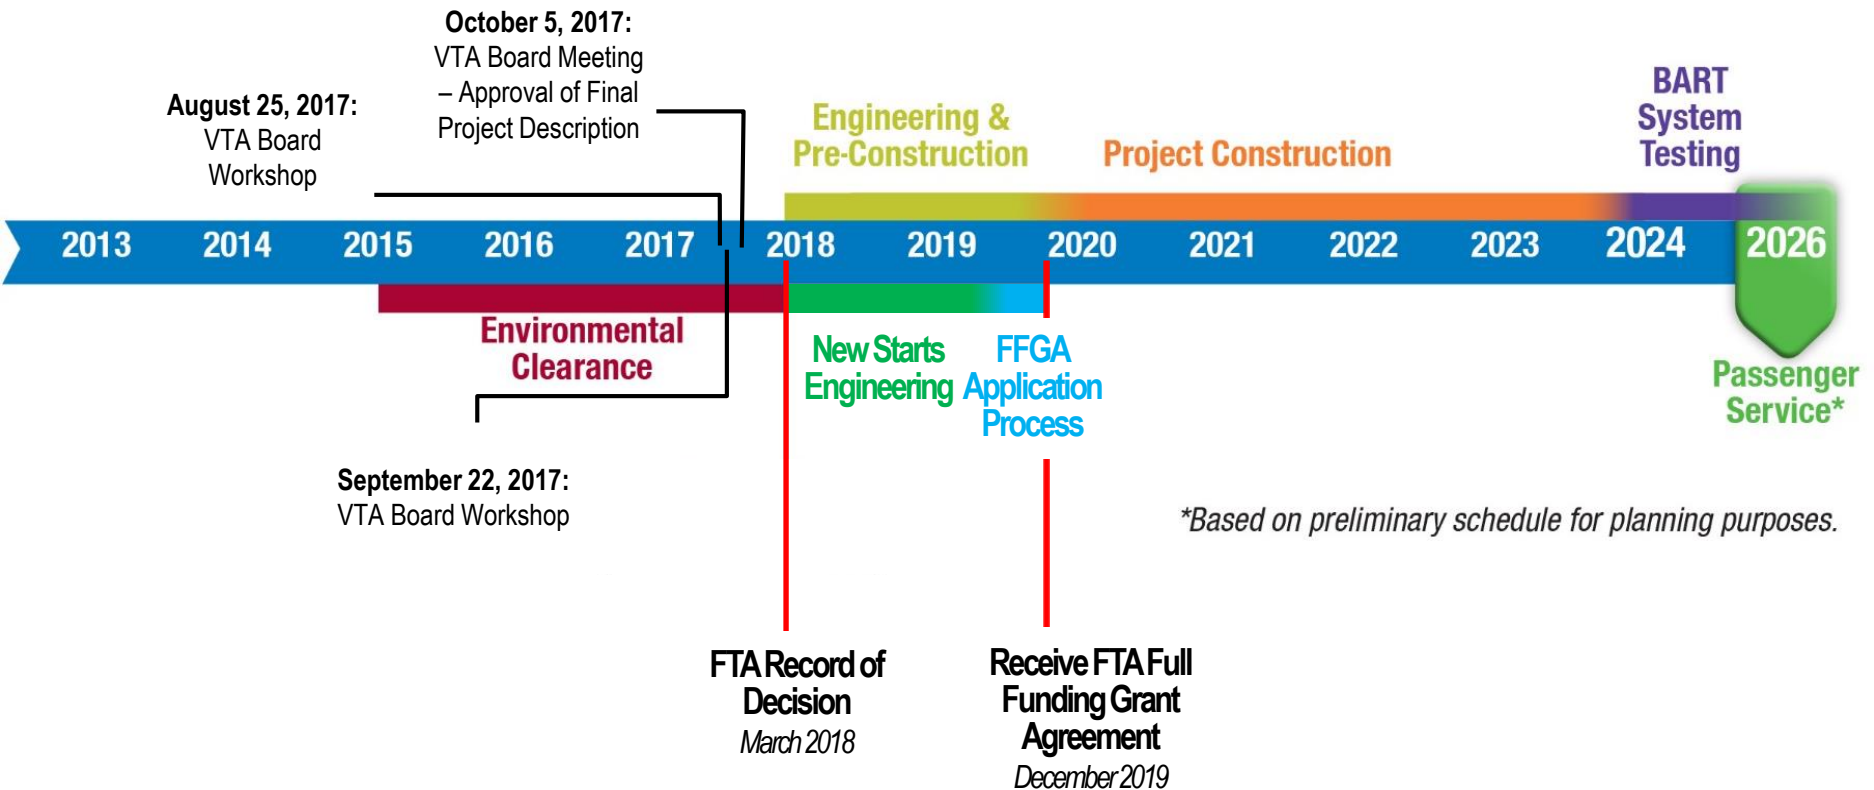 October 5, 2017:
VTA Board Meeting
– Approval of Final
Project Description
August 25, 2017:
VTA Board
Workshop
Engineering &
Pre-Construction
Project Construction
BART
System
Testing
2013 2014 2015 2016 2017 2018 2019 2020 2021 2022 2023 2024 2026
Environmental
Clearance
New Starts
Engineering
FFGA
Application
Process
Passenger
Service*
September 22, 2017:
VTA Board Workshop
*Based on preliminary schedule for planning purposes.
FTA Record of
Decision
March 2018
Receive FTA Full
Funding Grant
Agreement
December 2019